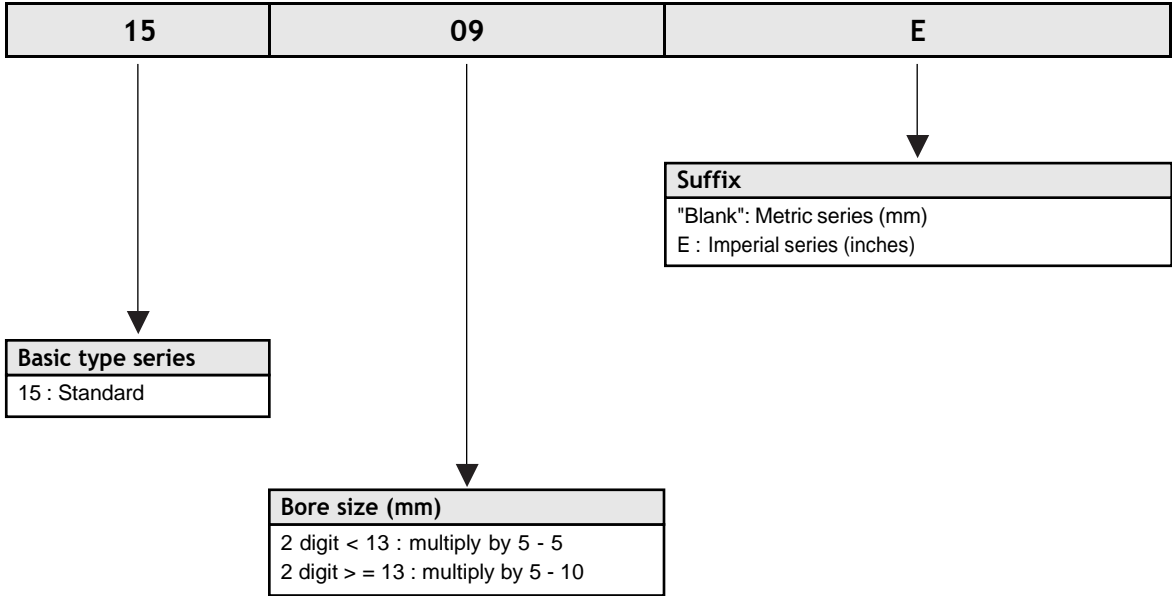 15 09 E
Suffix
"Blank": Metric series (mm)
E : Imperial series (inches)
Basic type series
15 : Standard
Bore size (mm)
2 digit < 13 : multiply by 5 - 5
2 digit > = 13 : multiply by 5 - 10